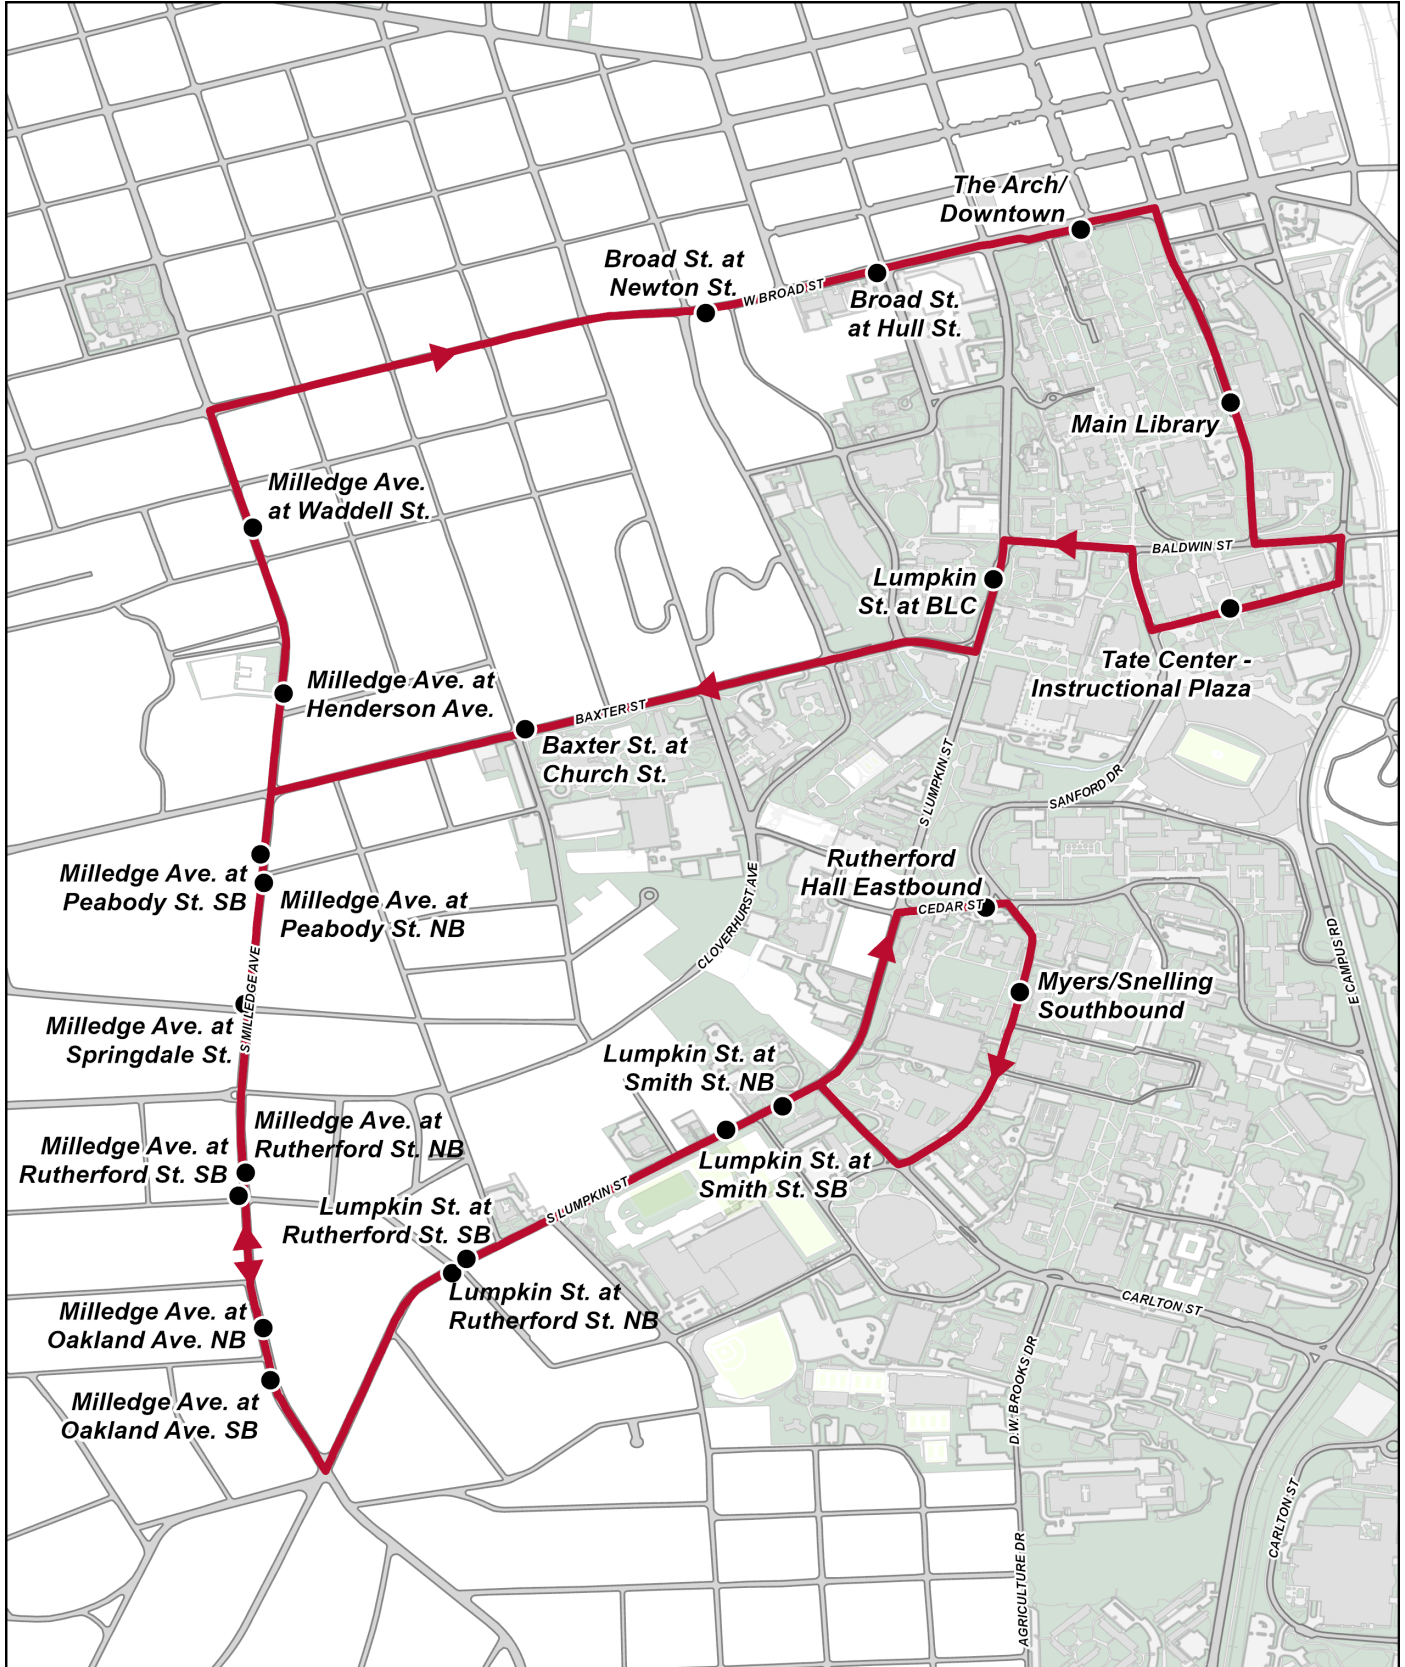 The Arch/
Downtown
Broad St. at
Newton St.
W BROAD ST
Broad St.
at Hull St.
Main Library
Milledge Ave.
at Waddell St.
BALDWIN ST
Lumpkin
St. at BLC
Tate Center -
Instructional Plaza
Milledge Ave. at
Henderson Ave.
BAXTER ST
Baxter St. at
Church St.
S LUMPKIN ST
SANFORD DR
Rutherford
Hall Eastbound
CEDAR ST
Milledge Ave. at
Peabody St. SB
Milledge Ave. at
Peabody St. NB
CLOVERHURST AVE
S MILLEDGE AVE
E CAMPUS RD
Myers/Snelling
Southbound
Milledge Ave. at
Springdale St.
Lumpkin St. at
Smith St. NB
Milledge Ave. at
Rutherford St. NB
Milledge Ave. at
Rutherford St. SB
Lumpkin St. at
Smith St. SB
S LUMPKIN ST
Lumpkin St. at
Rutherford St. SB
Lumpkin St. at
Rutherford St. NB
CARLTON ST
Milledge Ave. at
Oakland Ave. NB
Milledge Ave. at
Oakland Ave. SB
D.W. BROOKS DR
CARLTON ST
AGRICULTURE DR